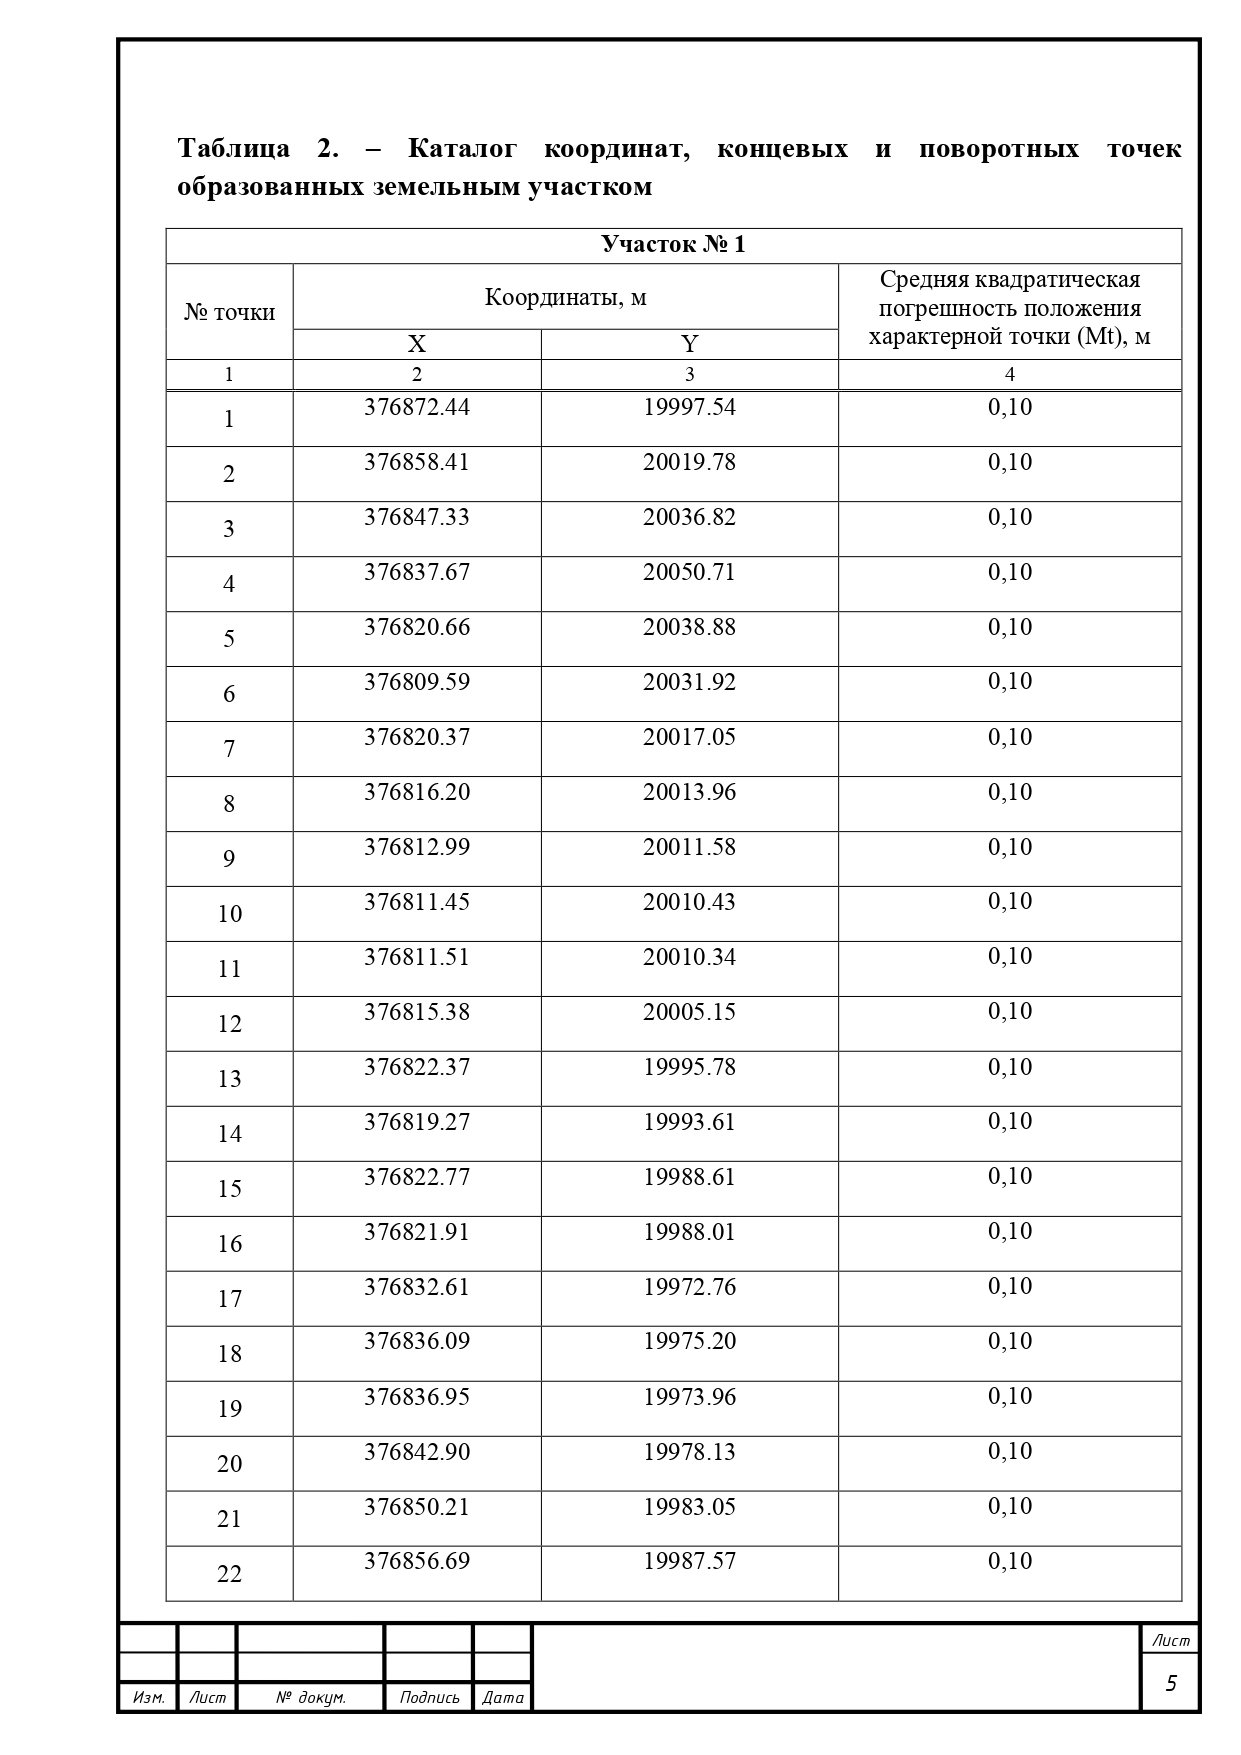 Таблица 2. – Каталог координат, концевых и поворотных точек
образованных земельным участком
Участок № 1
№ точки
Координаты, м
Средняя квадратическая
погрешность положения
характерной точки (Mt), м
X Y
1 2 3 4
1 376872.44 19997.54 0,10
2 376858.41 20019.78 0,10
3 376847.33 20036.82 0,10
4 376837.67 20050.71 0,10
5 376820.66 20038.88 0,10
6 376809.59 20031.92 0,10
7 376820.37 20017.05 0,10
8 376816.20 20013.96 0,10
9 376812.99 20011.58 0,10
10 376811.45 20010.43 0,10
11 376811.51 20010.34 0,10
12 376815.38 20005.15 0,10
13 376822.37 19995.78 0,10
14 376819.27 19993.61 0,10
15 376822.77 19988.61 0,10
16 376821.91 19988.01 0,10
17 376832.61 19972.76 0,10
18 376836.09 19975.20 0,10
19 376836.95 19973.96 0,10
20 376842.90 19978.13 0,10
21 376850.21 19983.05 0,10
22 376856.69 19987.57 0,10
Лист
5
Изм. Лист № докум. Подпись Дата